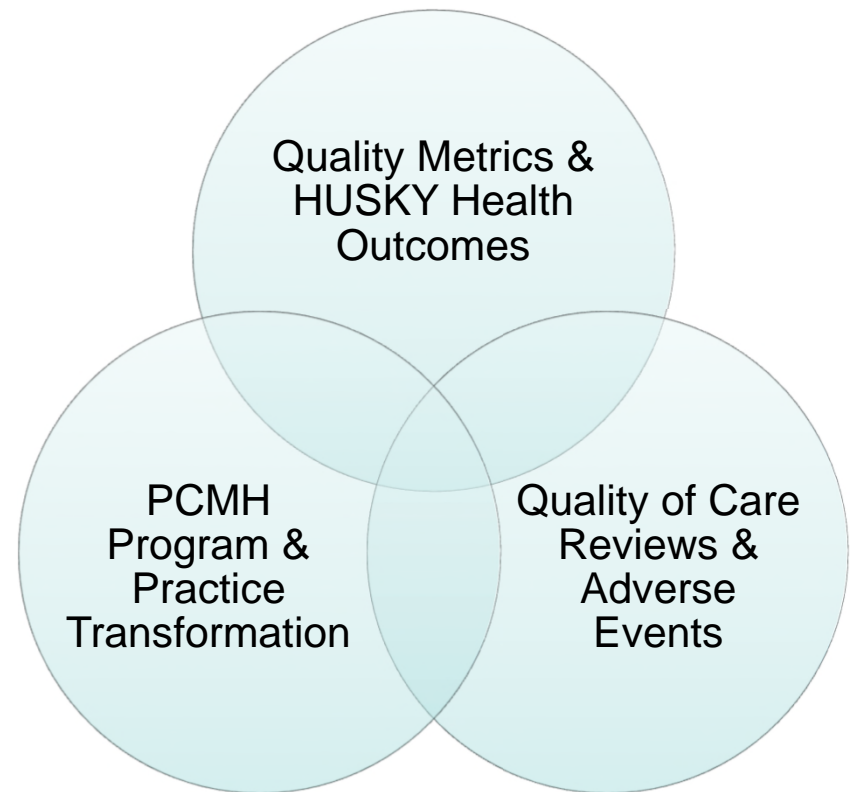 Quality Metrics &
HUSKY Health
Outcomes
PCMH
Program &
Practice
Transformation
Quality of Care
Reviews &
Adverse
Events